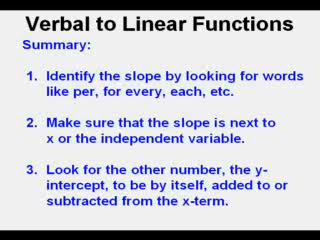 Verbal to Linear Functions
Summary:
1. Identify the slope by looking for words
like per, for every, each, etc.
2. Make sure that the slope is next to
x or the independent variable.
3. Look for the other number, the y-
intercept, to be by itself, added to or
subtracted from the x-term.